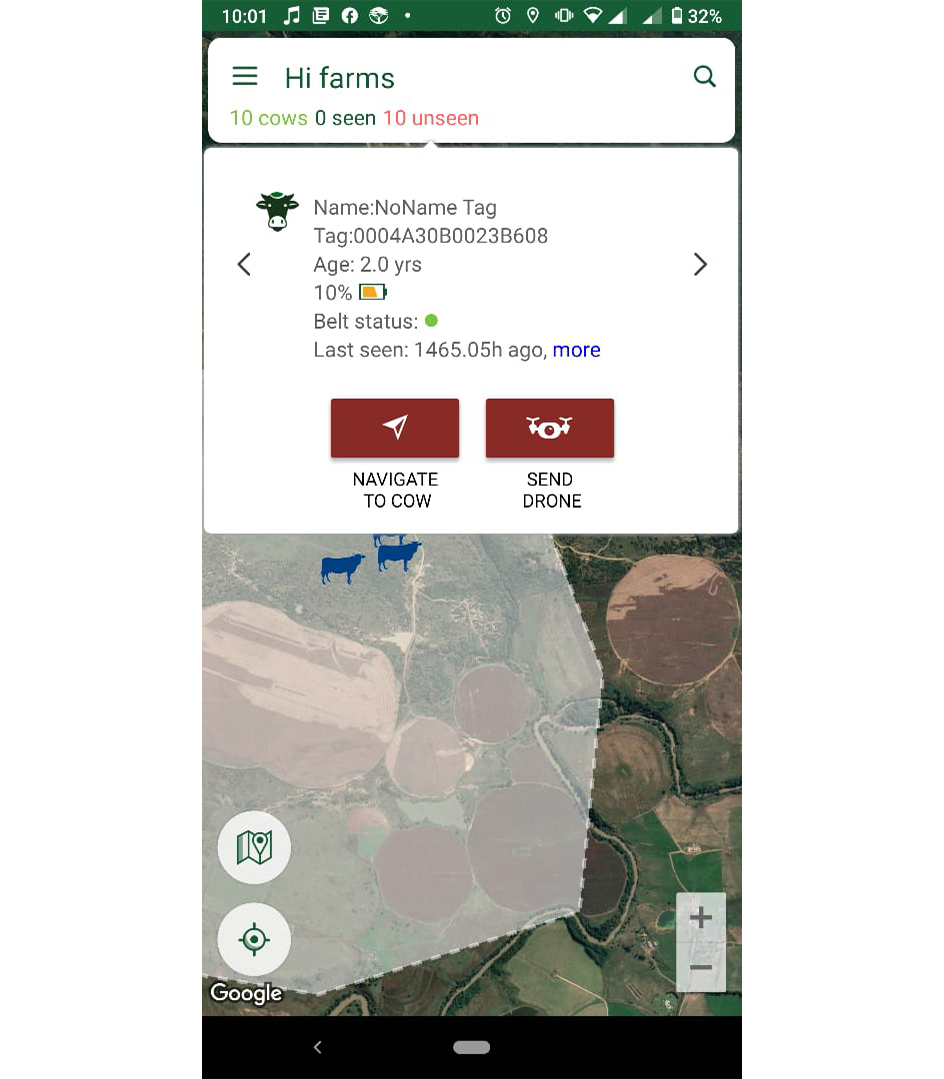 10:01 32%
Hi farms
10 cows 0 seen 10 unseen
Name:NoName Tag
Tag:0004A30B0023B608
Age: 2.0 yrs
10%
Belt status:
Last seen: 1465.05h ago, more
NAVIGATE
TO COW
SEND
DRONE
+
−
Google